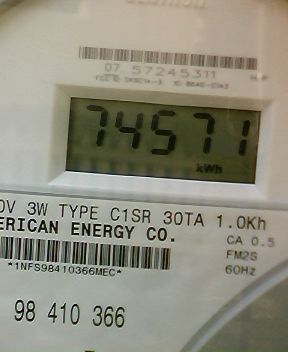 07 57245311
74571
kWh
0V 3W TYPE C1SR 30TA 1.0Kh
ERICAN ENERGY CO.
CA 0.5
FM2S
60Hz
*1NFS98410366MEC*
98 410 366